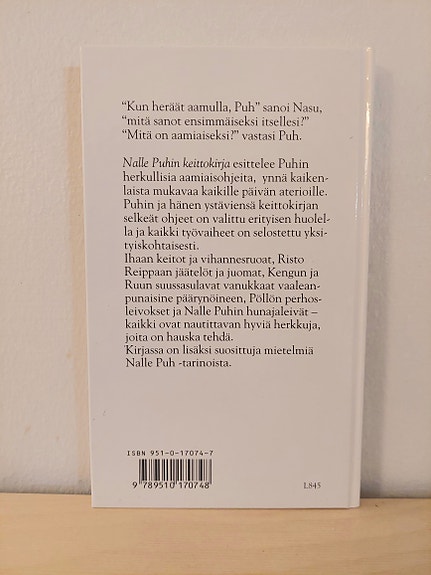 “Kun heräät aamulla, Puh” sanoi Nasu,
“mitä sanot ensimmäiseksi itsellesi?”
“Mitä on aamiaiseksi?” vastasi Puh.
Nalle Puhin keittokirja esittelee Puhin
herkullisia aamiaisohjeita, ynnä kaiken-
laista mukavaa kaikille päivän aterioille.
Puhin ja hänen ystäviensä keittokirjan
selkeät ohjeet on valittu erityisen huolel-
la ja kaikki työvaiheet on selostettu yksi-
tyiskohtaisesti.
Ihaan keitot ja vihannesruoat, Risto
Reippaan jäätelöt ja juomat, Kengun ja
Ruun suussasulavat vanukkaat vaalean-
punaisine päärynöineen, Pöllön perhos-
leivokset ja Nalle Puhin hunajaleivät –
kaikki ovat nautittavan hyviä herkkuja,
joita on hauska tehdä.
Kirjassa on lisäksi suosittuja mietelmiä
Nalle Puh -tarinoista.
ISBN 951-0-17074-7
9 789510 170748
L845